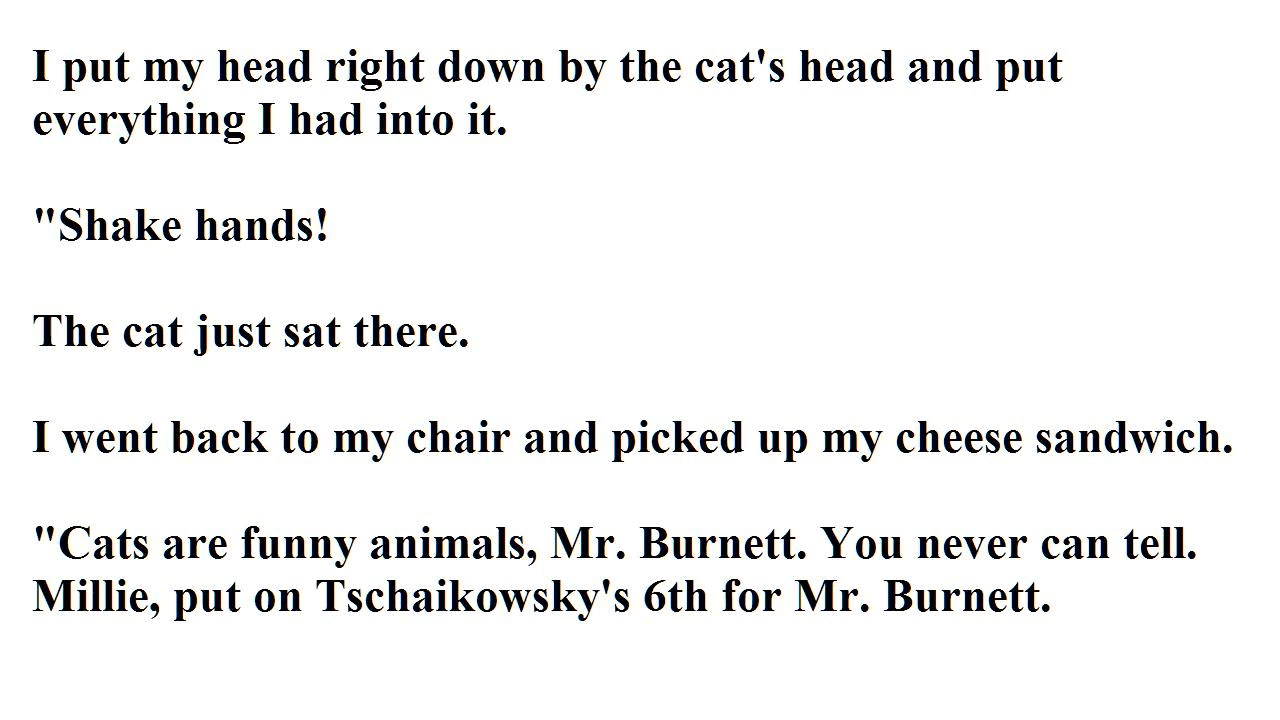 I put my head right down by the cat's head and put
everything I had into it.
"Shake hands!
The cat just sat there.
I went back to my chair and picked up my cheese sandwich.
"Cats are funny animals, Mr. Burnett. You never can tell.
Millie, put on Tschaikowsky's 6th for Mr. Burnett.